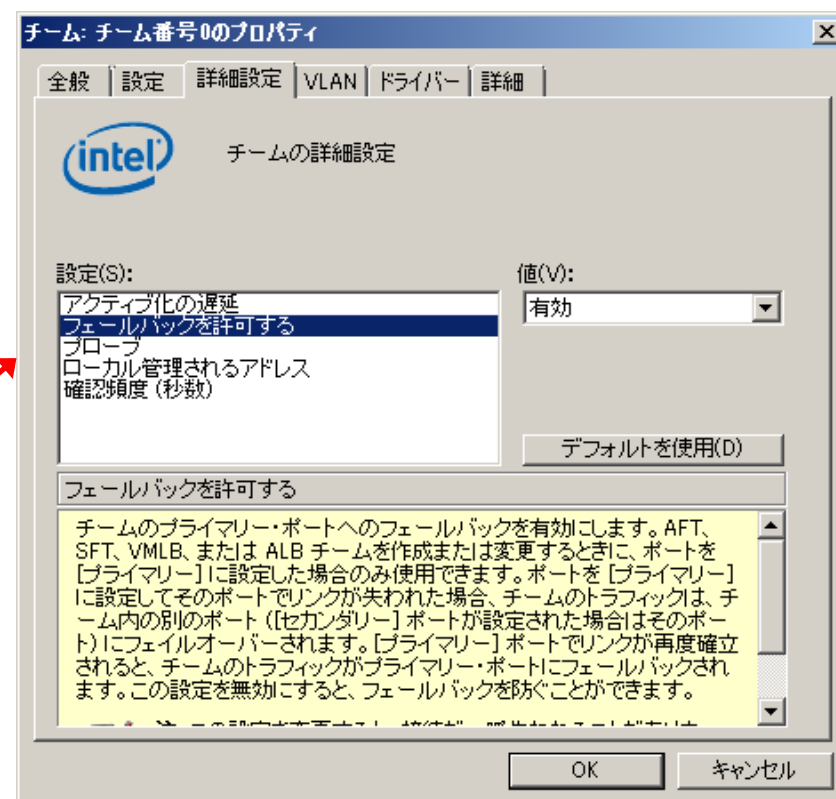 チーム: チーム番号0のプロパティ
全般
設定
詳細設定
VLAN
ドライバー
詳細
intel
チームの詳細設定
設定(S):
値(V):
アクティブ化の遅延
フェールバックを許可する
プローブ
ローカル管理されるアドレス
確認頻度 (秒数)
有効
デフォルトを使用(D)
フェールバックを許可する
チームのプライマリー・ポートへのフェールバックを有効にします。AFT、
SFT、VMLB、または ALB チームを作成または変更するときに、ポートを
[プライマリー] に設定した場合のみ使用できます。ポートを [プライマリー]
に設定してそのポートでリンクが失われた場合、チームのトラフィックは、チ
ーム内の別のポート ([セカンダリー] ポートが設定された場合はそのポー
ト) にフェイルオーバーされます。[プライマリー] ポートでリンクが再度確立
されると、チームのトラフィックがプライマリー・ポートにフェールバックされ
ます。この設定を無効にすると、フェールバックを防ぐことができます。
OK
キャンセル